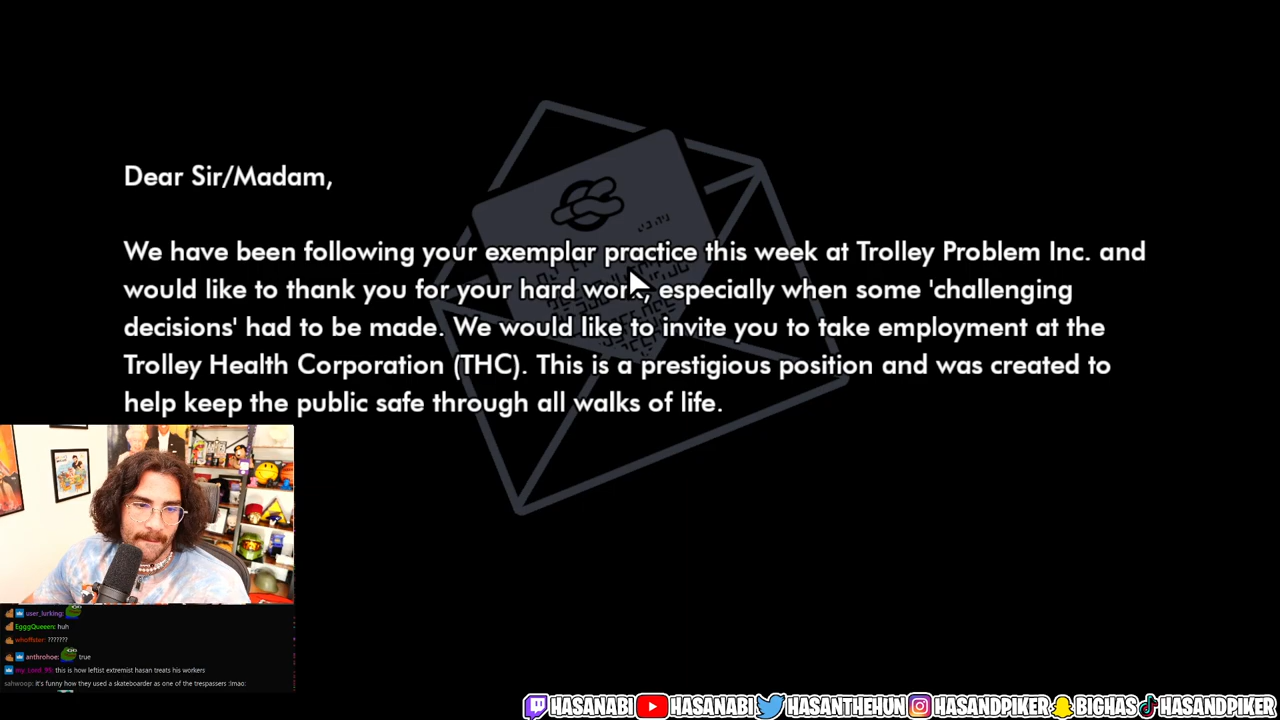 Dear Sir/Madam,
We have been following your exemplar practice this week at Trolley Problem Inc. and
would like to thank you for your hard work, especially when some 'challenging
decisions' had to be made. We would like to invite you to take employment at the
Trolley Health Corporation (THC). This is a prestigious position and was created to
help keep the public safe through all walks of life.
user_lurking:
EgggQueeen: huh
whoffster: ???????
anthrohoe: true
my_Lord_95: this is how leftist extremist hasan treats his workers
sahwoop: it's funny how they used a skateboarder as one of the trespassers :lmao:
HASANABI HASANABI HASANTHEHUN HASANDPIKER BIGHAS HASANDPIKER